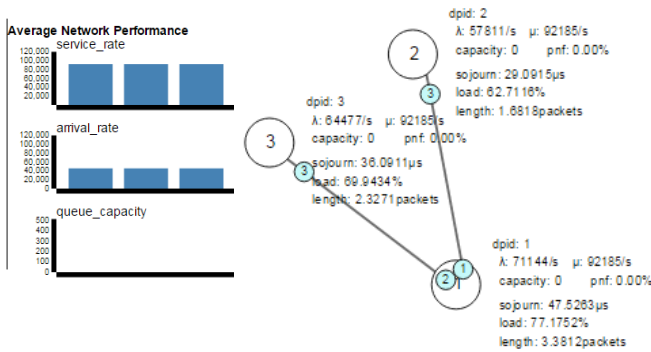 Average Network Performance
service_rate
120,000
100,000
80,000
60,000
40,000
20,000
arrival_rate
120,000
100,000
80,000
60,000
40,000
20,000
0
queue_capacity
500
400
300
200
100
0
dpid: 2
λ: 57811/s μ: 92185/s
capacity: 0 pnf: 0.00%
sojourn: 29.0915μs
load: 62.7116%
length: 1.6818packets
2
3
dpid: 3
λ: 64477/s μ: 92185/s
capacity: 0 pnf: 0.00%
sojourn: 36.0911μs
load: 69.9434%
length: 2.3271packets
3
3
dpid: 1
λ: 71144/s μ: 92185/s
capacity: 0 pnf: 0.00%
sojourn: 47.5263μs
load: 77.1752%
length: 3.3812packets
1
2